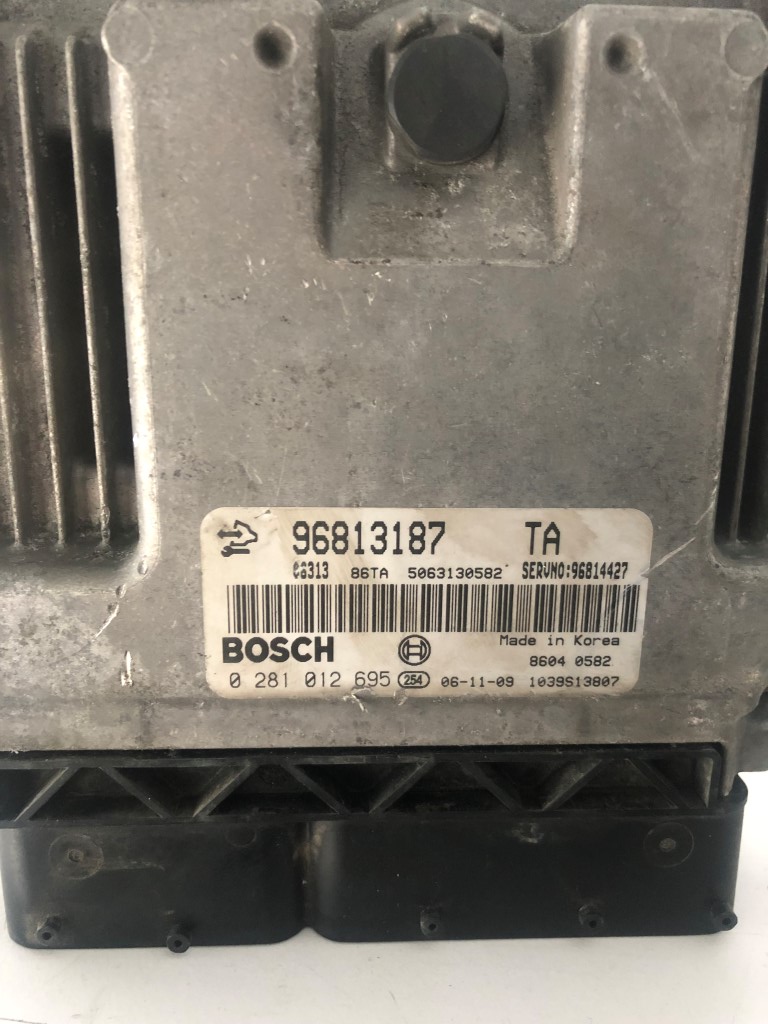 96813187 TA
06313 86TA 5063130582 SERVNO:96814427
BOSCH
Made in Korea
8604 0582
0 281 012 695 254 06-11-09 1039S13807